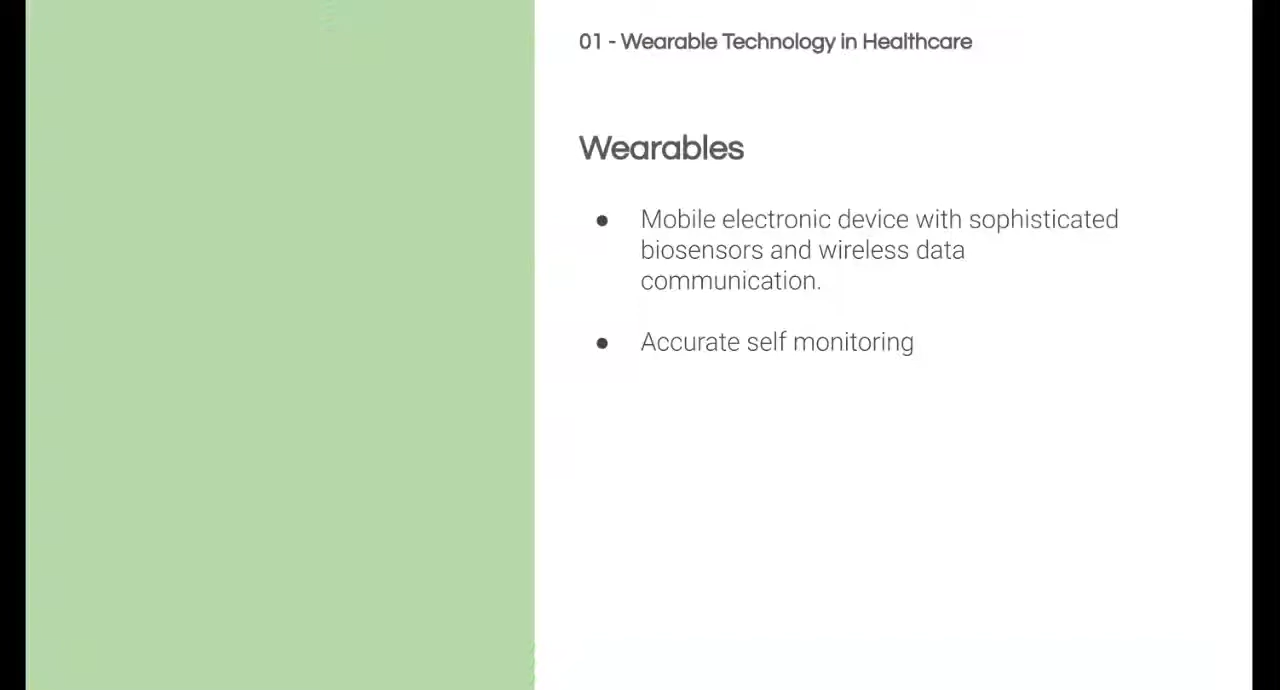 01 - Wearable Technology in Healthcare
Wearables
● Mobile electronic device with sophisticated
biosensors and wireless data
communication.
● Accurate self monitoring